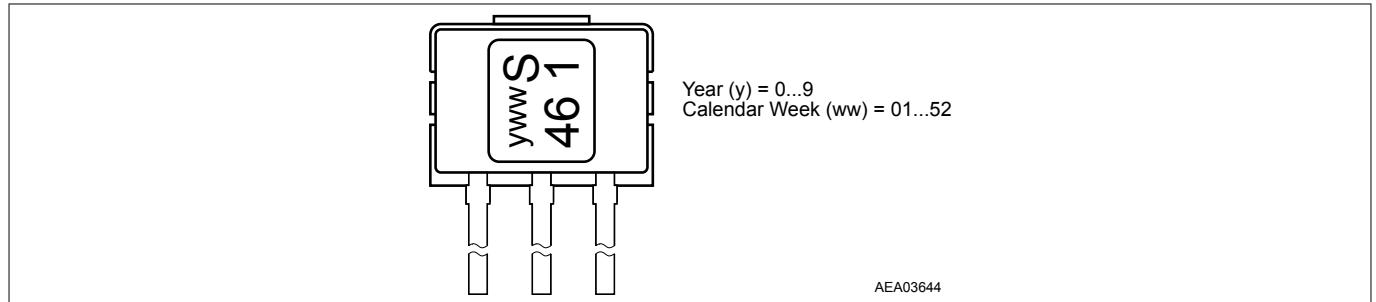 ywwS
46 1
Year (y) = 0...9
Calendar Week (ww) = 01...52
AEA03644